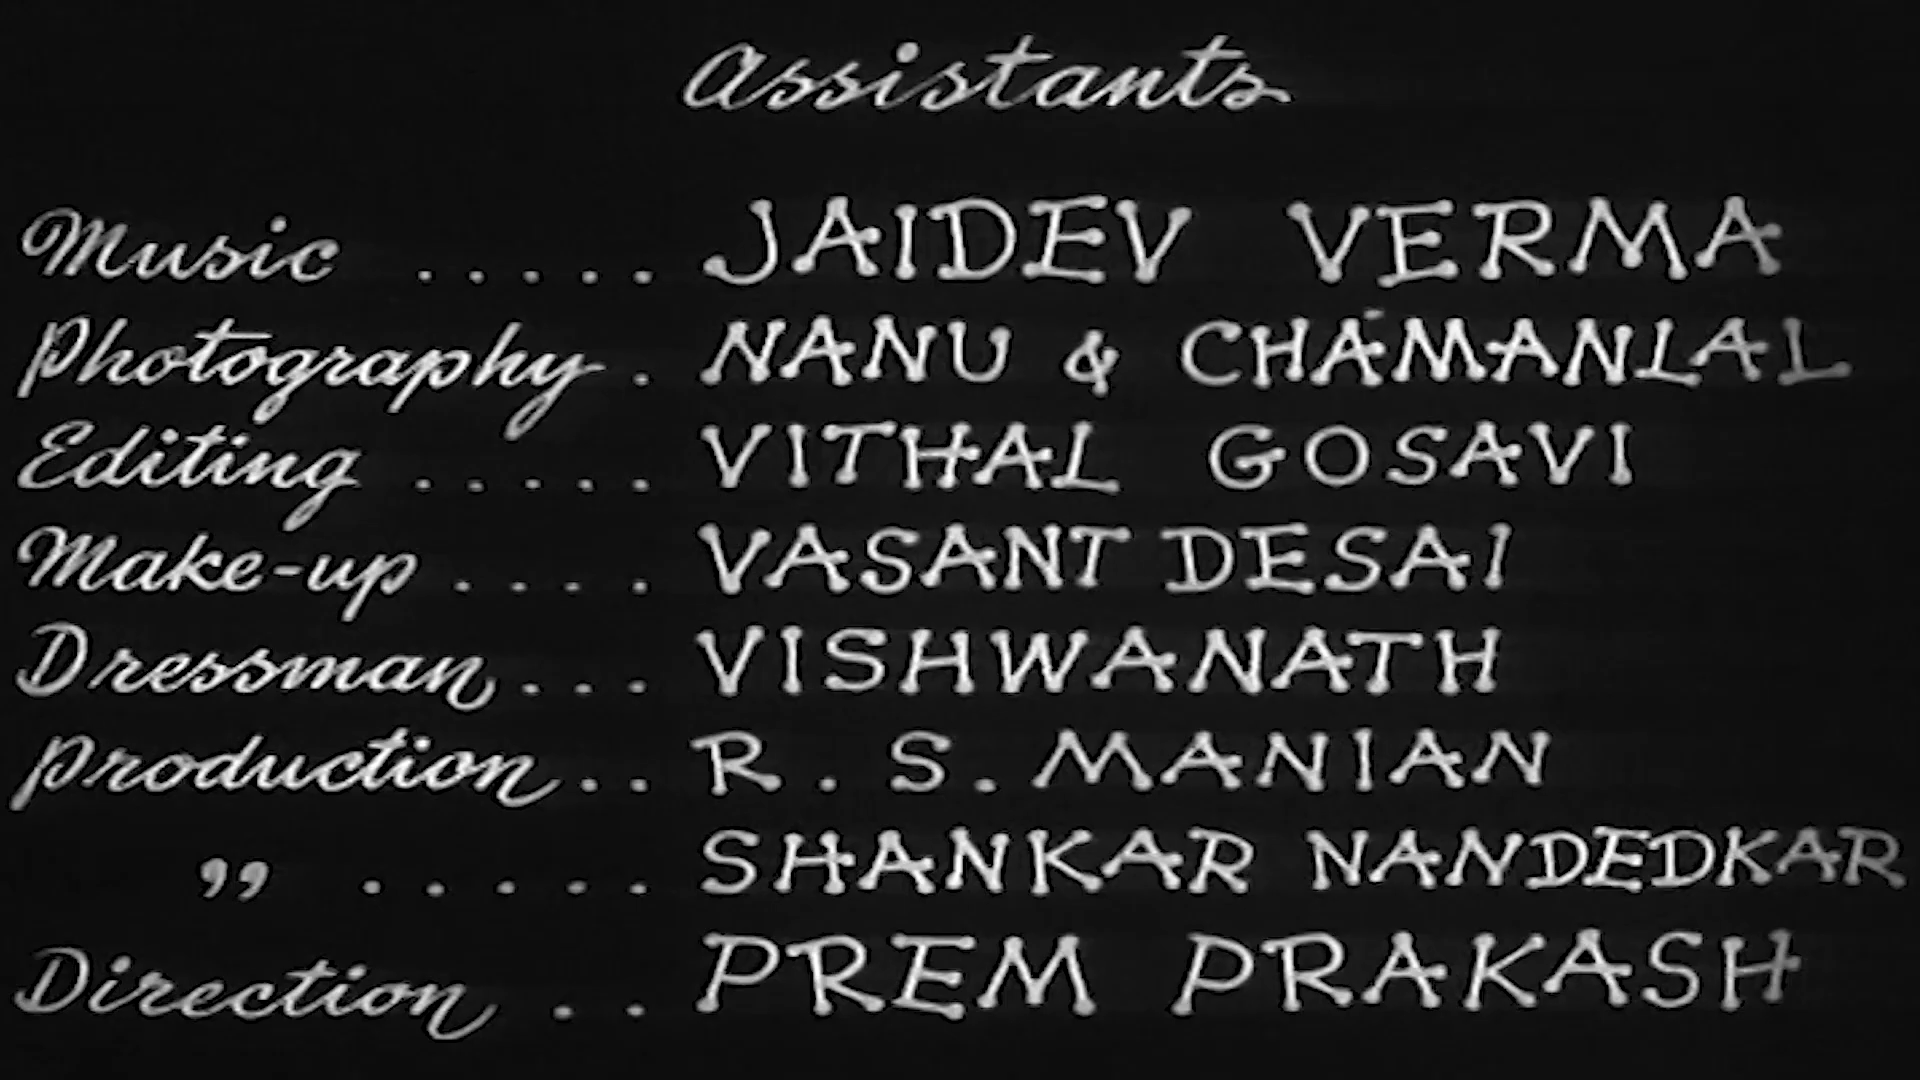 Assistants
Music ..... JAIDEV VERMA
Photography . NANU & CHAMANLAL
Editing ..... VITHAL GOSAVI
Make-up .... VASANT DESAI
Dressman ... VISHWANATH
Production .. R. S. MANIAN
,, ..... SHANKAR NANDEDKAR
Direction .. PREM PRAKASH